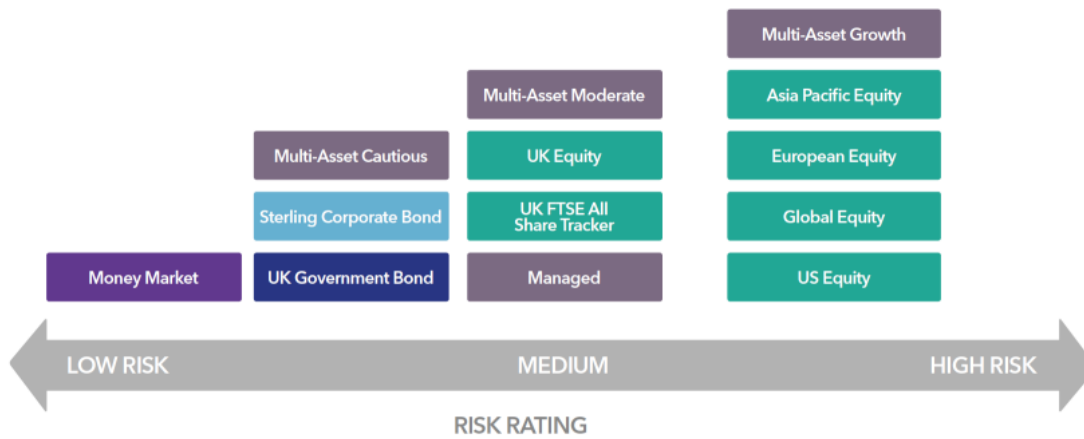 Multi-Asset Growth
Multi-Asset Moderate
Asia Pacific Equity
Multi-Asset Cautious
UK Equity
European Equity
Sterling Corporate Bond
UK FTSE All
Share Tracker
Global Equity
Money Market
UK Government Bond
Managed
US Equity
LOW RISK
MEDIUM
HIGH RISK
RISK RATING